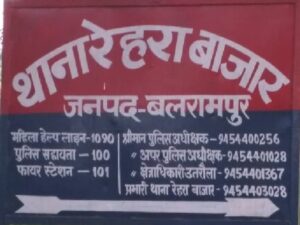 थाना रेहरा बाजार
जनपद-बलरामपुर
महिला हेल्प लाइन-1090
पुलिस सहायता - 100
फायर स्टेशन - 101
श्रीमान पुलिस अधीक्षक- 9454400256
" अपर पुलिस अधीक्षक- 9454401028
" क्षेत्राधिकारी उतरौला- 9454401367
प्रभारी थाना रेहरा बाजार - 9454403028